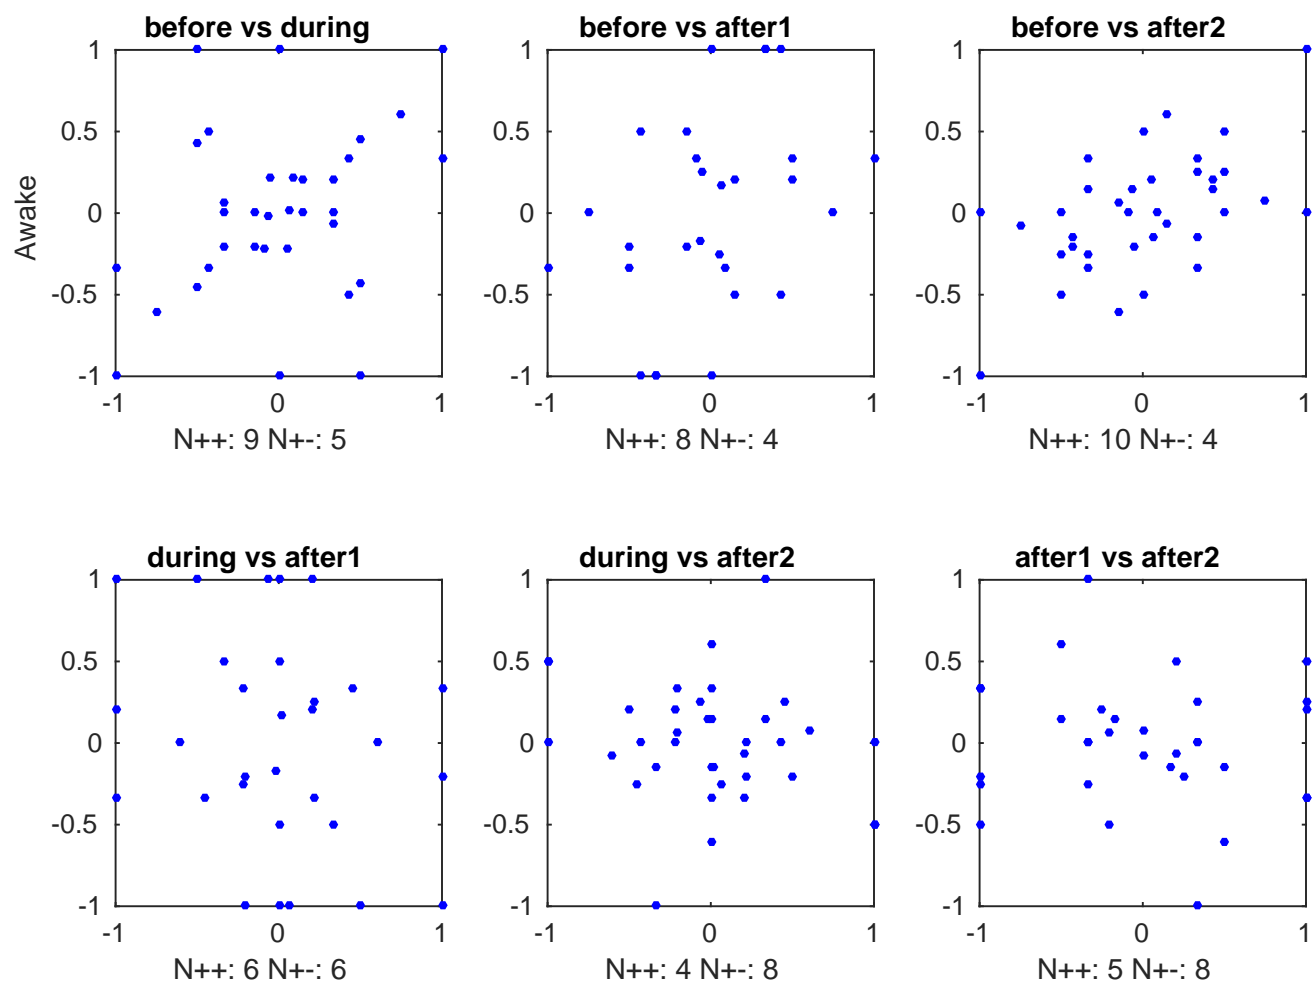 before vs during
before vs after1
before vs after2
1
0.5
0
-0.5
-1
1
0.5
0
-0.5
-1
1
0.5
0
-0.5
-1
Awake
-1 0 1
-1 0 1
-1 0 1
N++: 9 N+-: 5
N++: 8 N+-: 4
N++: 10 N+-: 4
during vs after1
during vs after2
after1 vs after2
1
0.5
0
-0.5
-1
1
0.5
0
-0.5
-1
1
0.5
0
-0.5
-1
-1 0 1
-1 0 1
-1 0 1
N++: 6 N+-: 6
N++: 4 N+-: 8
N++: 5 N+-: 8